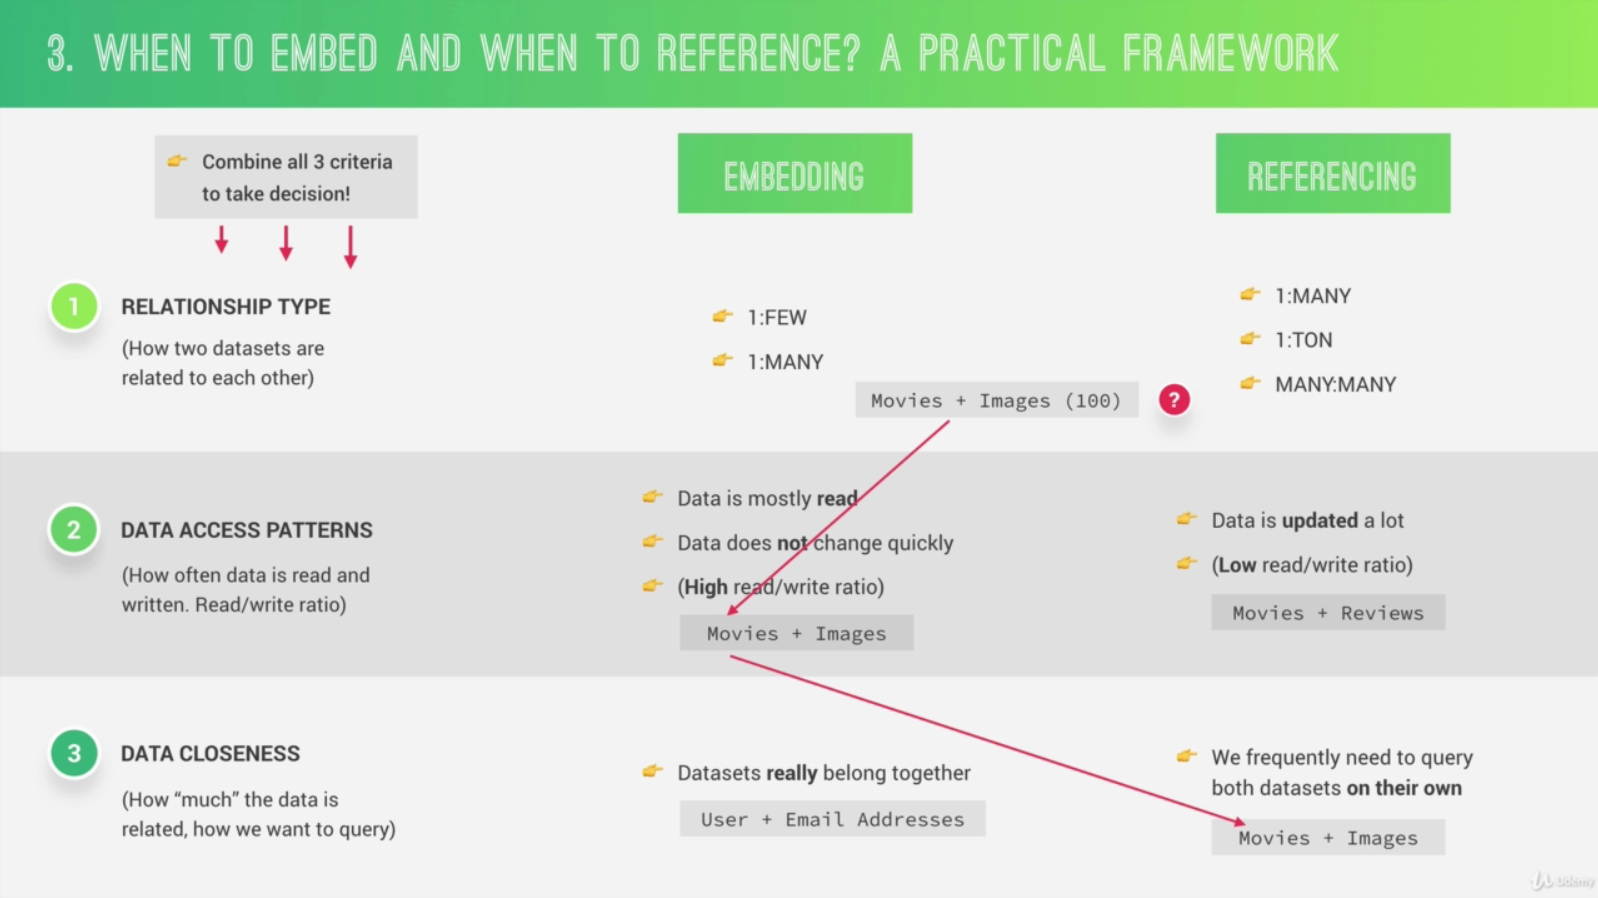 3. WHEN TO EMBED AND WHEN TO REFERENCE? A PRACTICAL FRAMEWORK
Combine all 3 criteria
to take decision!
EMBEDDING
REFERENCING
1
RELATIONSHIP TYPE
(How two datasets are
related to each other)
1:FEW
1:MANY
Movies + Images (100)
?
1:MANY
1:TON
MANY:MANY
2
DATA ACCESS PATTERNS
(How often data is read and
written. Read/write ratio)
Data is mostly read
Data does not change quickly
(High read/write ratio)
Movies + Images
Data is updated a lot
(Low read/write ratio)
Movies + Reviews
3
DATA CLOSENESS
(How “much” the data is
related, how we want to query)
Datasets really belong together
User + Email Addresses
We frequently need to query
both datasets on their own
Movies + Images
Udemy